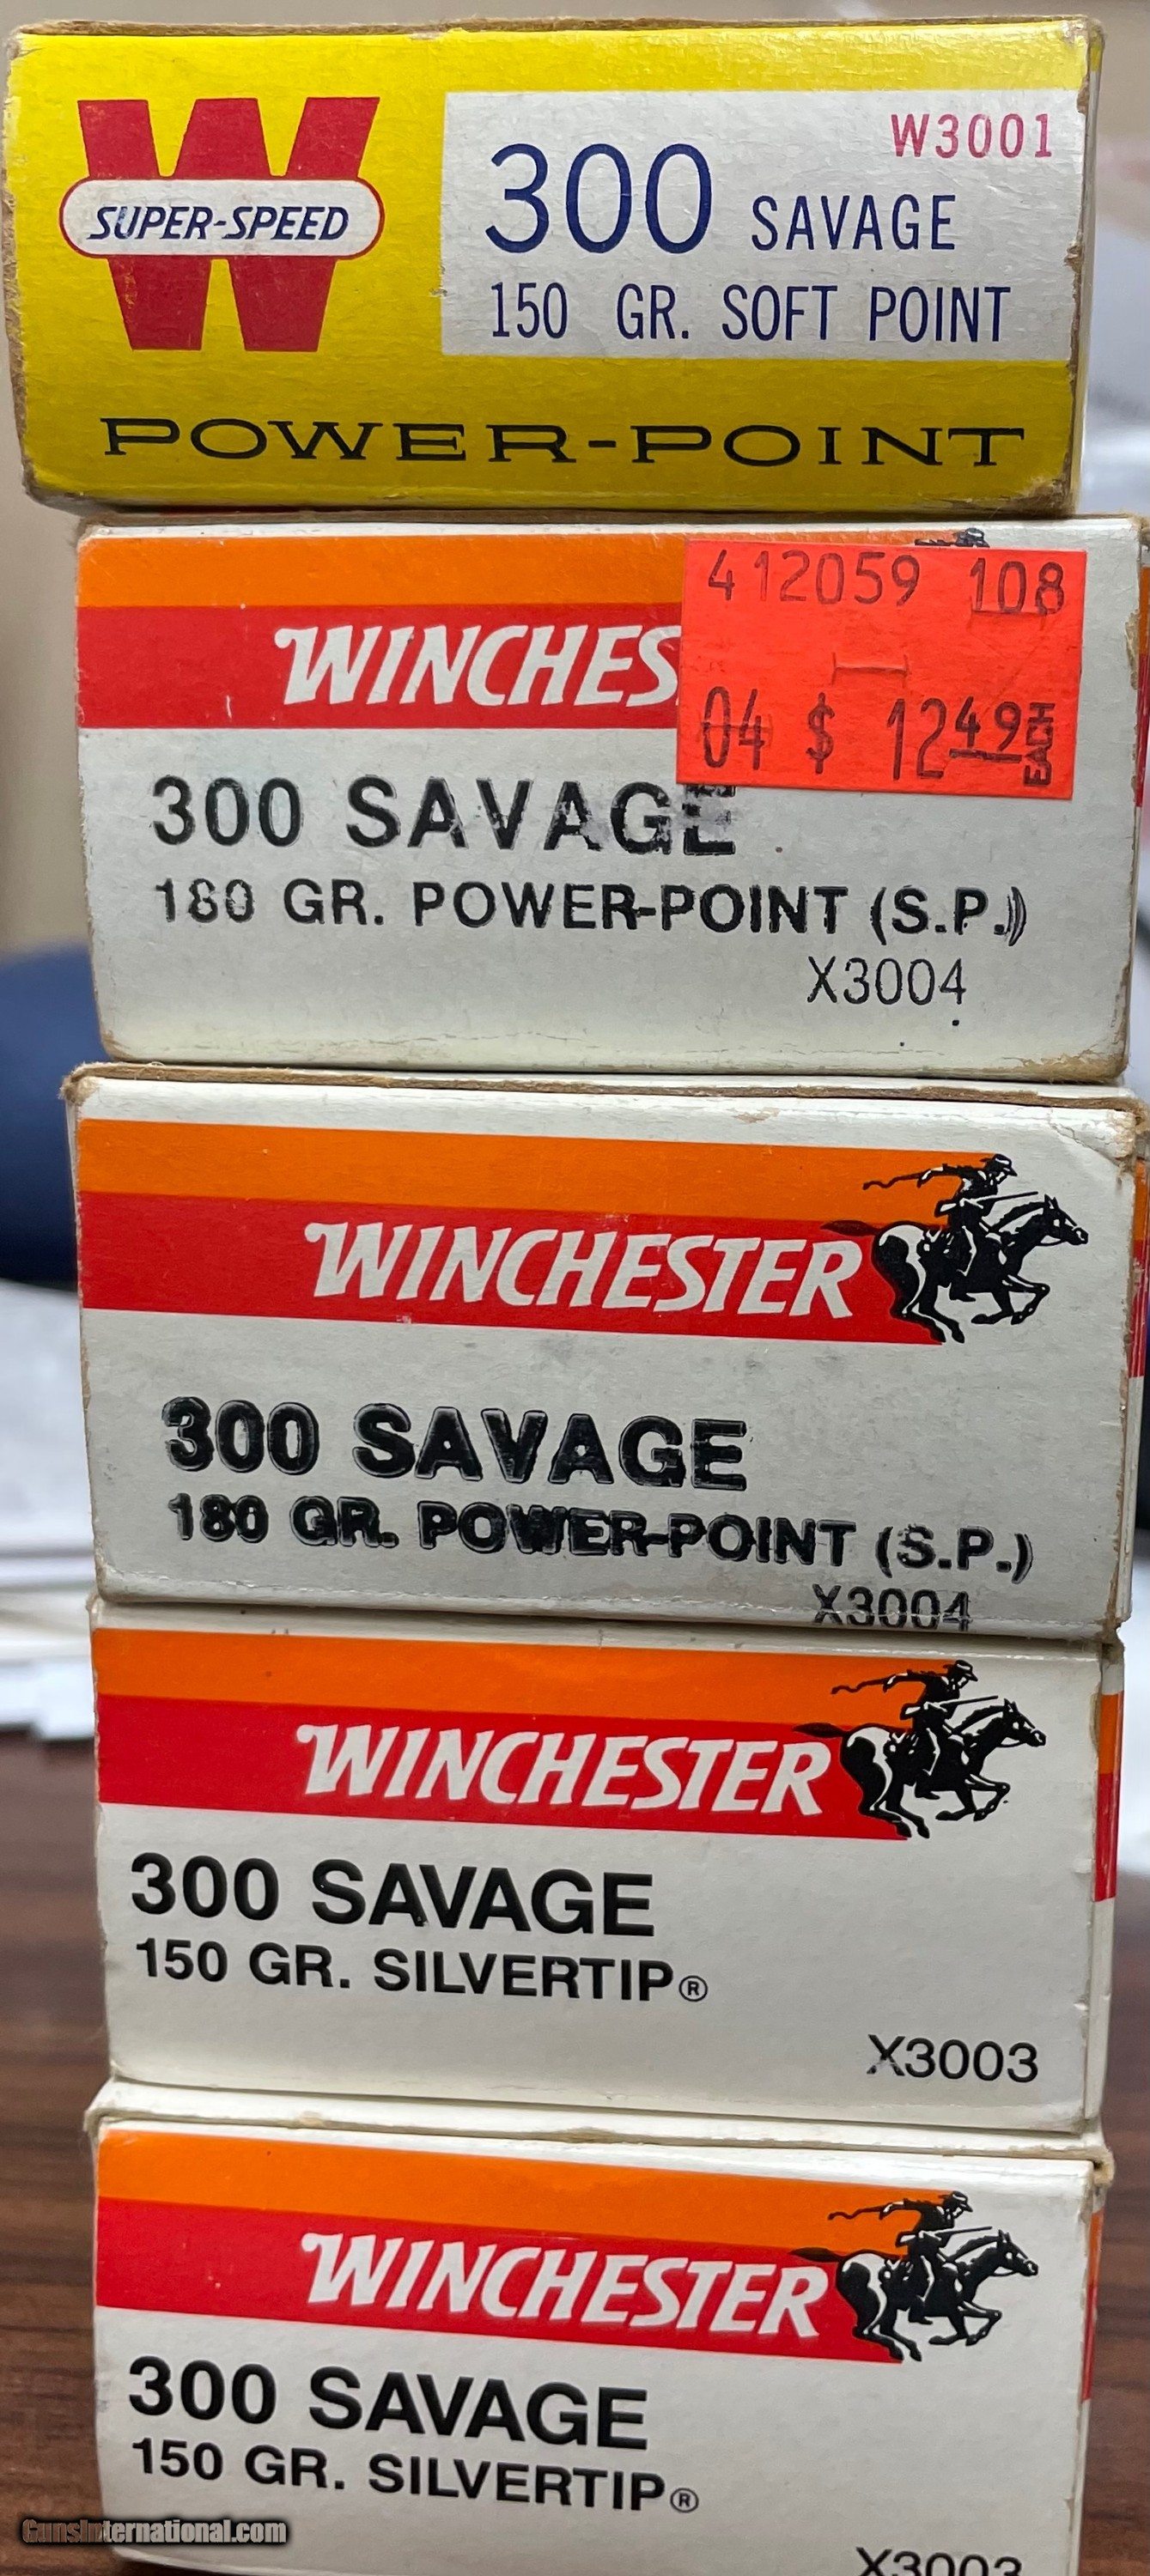 W3001
W
SUPER-SPEED
300 SAVAGE
150 GR. SOFT POINT
POWER-POINT
412059 108
04 $ 12.49 EACH
WINCHES
300 SAVAGE
180 GR. POWER-POINT (S.P.)
X3004
WINCHESTER
300 SAVAGE
180 GR. POWER-POINT (S.P.)
X3004
WINCHESTER
300 SAVAGE
150 GR. SILVERTIP®
X3003
WINCHESTER
300 SAVAGE
150 GR. SILVERTIP®
X3003
GunsInternational.com